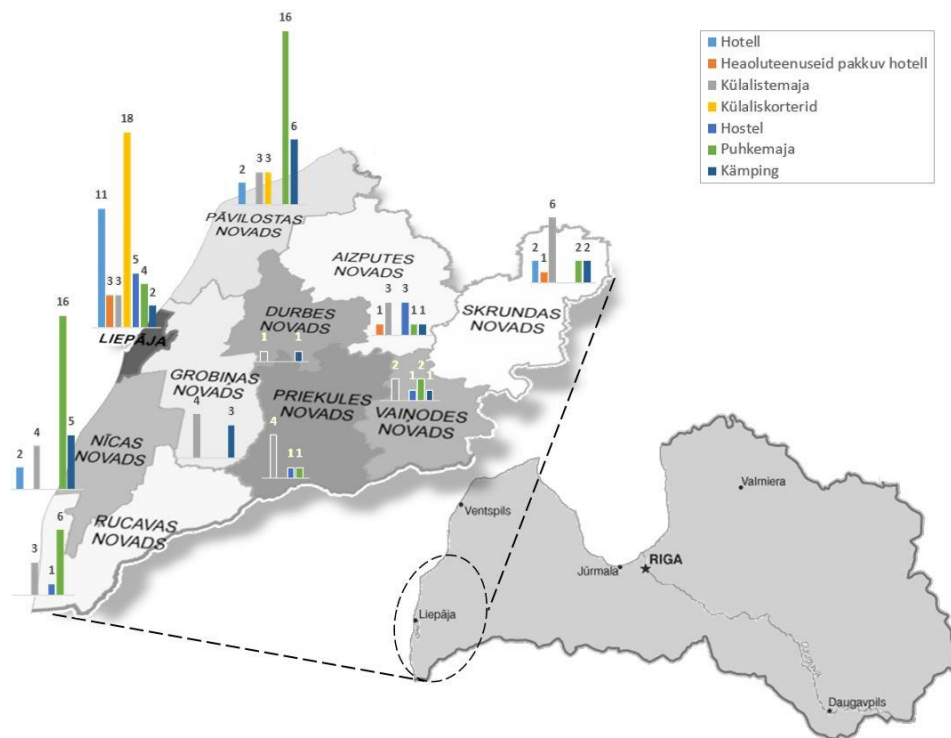 16
6
3 3
2
18
11
5
4
3 3
2
PĀVILOSTAS
NOVADS
LIEPĀJA
AIZPUTES
NOVADS
3 3
1
1 1
6
2
1
2 2
SKRUNDAS
NOVADS
DURBES
NOVADS
1 1
GROBIŅAS
NOVADS
4
3
PRIEKULES
NOVADS
4
1 1
2 2
1 1
VAIŅODES
NOVADS
16
5
4
2
NĪCAS
NOVADS
6
3
1
RUCAVAS
NOVADS
Hotell
Heaoluteenuseid pakkuv hotell
Külalistemaja
Külaliskorterid
Hostel
Puhkemaja
Kämping
Valmiera
Ventspils
RIGA
Jūrmala
Liepāja
Daugava
Daugavpils